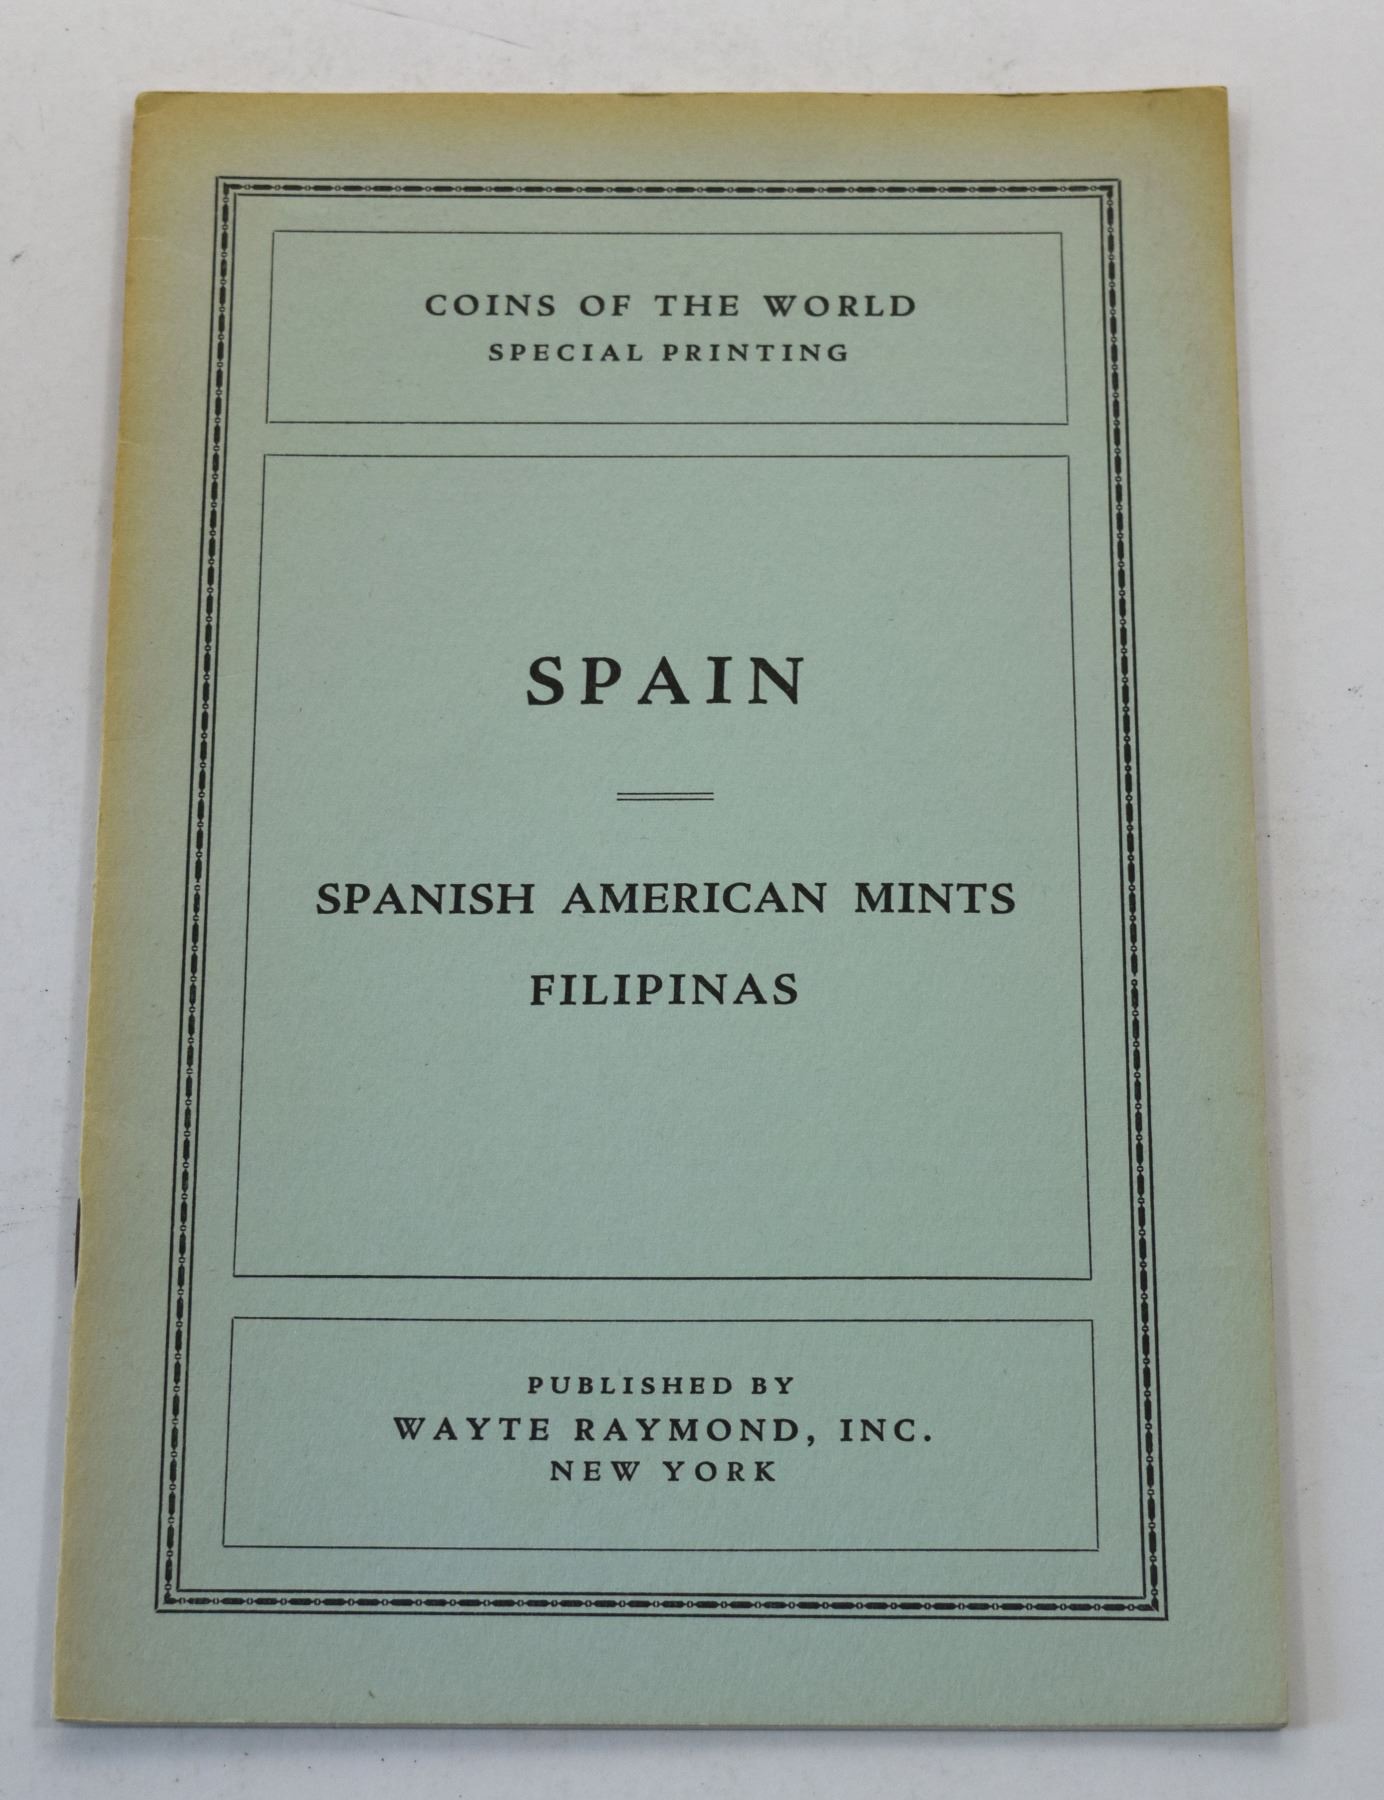 COINS OF THE WORLD
SPECIAL PRINTING
SPAIN
SPANISH AMERICAN MINTS
FILIPINAS
PUBLISHED BY
WAYTE RAYMOND, INC.
NEW YORK